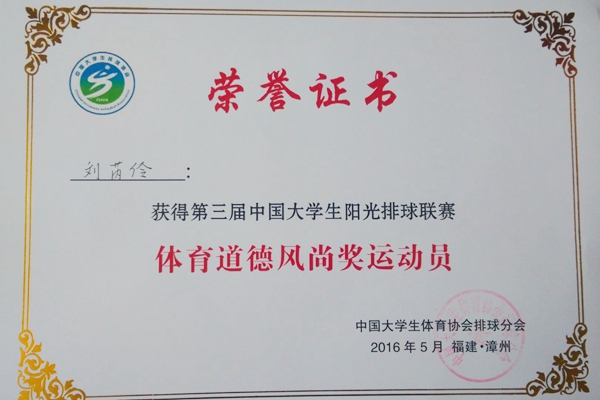 荣誉证书
刘芮伶:
获得第三届中国大学生阳光排球联赛
体育道德风尚奖运动员
中国大学生体育协会排球分会
2016年5月 福建·漳州